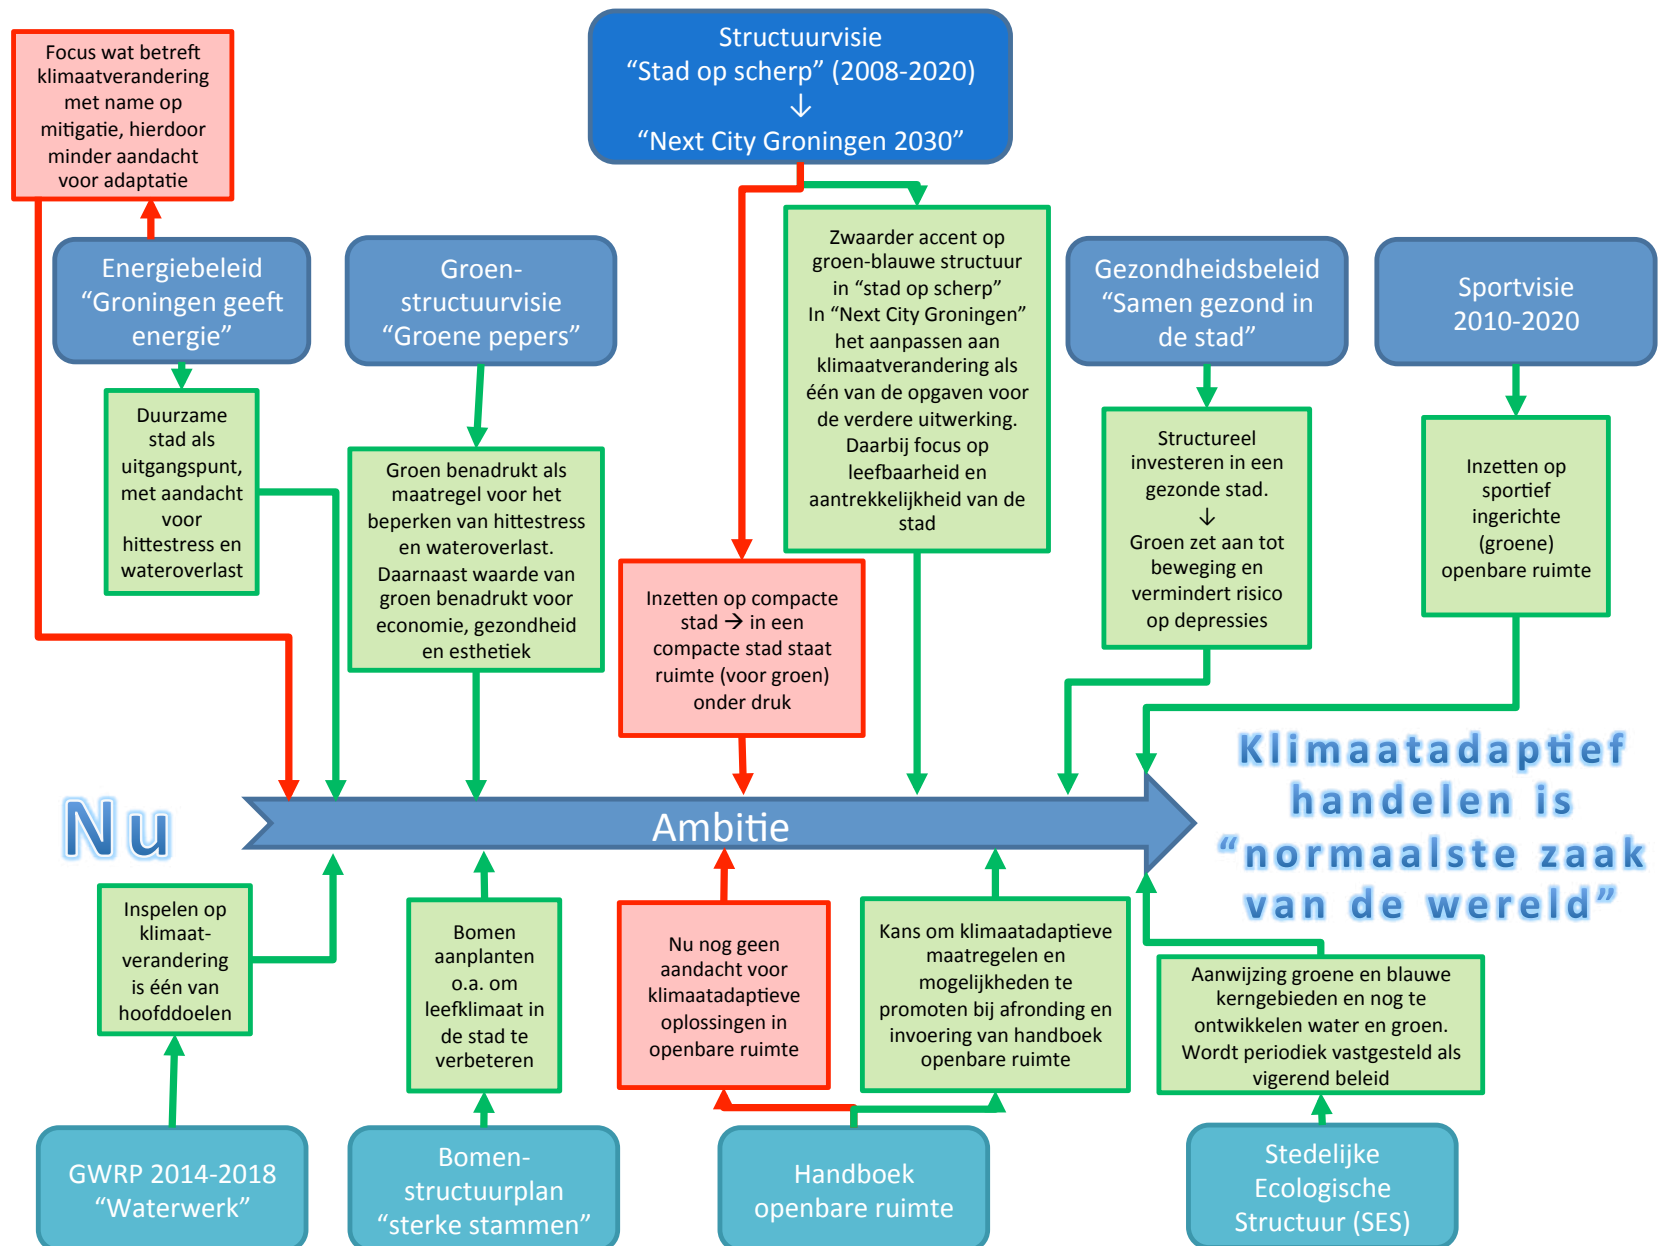 Focus wat betreft
klimaatverandering
met name op
mitigatie, hierdoor
minder aandacht
voor adaptatie
Structuurvisie
“Stad op scherp” (2008-2020)
↓
“Next City Groningen 2030”
Energiebeleid
“Groningen geeft
energie”
Groen-
structuurvisie
“Groene pepers”
Zwaarder accent op
groen-blauwe structuur
in “stad op scherp”
In “Next City Groningen”
het aanpassen aan
klimaatverandering als
één van de opgaven voor
de verdere uitwerking.
Daarbij focus op
leefbaarheid en
aantrekkelijkheid van de
stad
Gezondheidsbeleid
“Samen gezond in
de stad”
Sportvisie
2010-2020
Duurzame
stad als
uitgangspunt,
met aandacht
voor
hittestress en
wateroverlast
Groen benadrukt als
maatregel voor het
beperken van hittestress
en wateroverlast.
Daarnaast waarde van
groen benadrukt voor
economie, gezondheid
en esthetiek
Inzetten op compacte
stad → in een
compacte stad staat
ruimte (voor groen)
onder druk
Structureel
investeren in een
gezonde stad.
↓
Groen zet aan tot
beweging en
vermindert risico
op depressies
Inzetten op
sportief
ingerichte
(groene)
openbare ruimte
Nu
Ambitie
Klimaatadaptief
handelen is
“normaalste zaak
van de wereld”
Inspelen op
klimaat-
verandering
is één van
hoofddoelen
Bomen
aanplanten
o.a. om
leefklimaat in
de stad te
verbeteren
Nu nog geen
aandacht voor
klimaatadaptieve
oplossingen in
openbare ruimte
Kans om klimaatadaptieve
maatregelen en
mogelijkheden te
promoten bij afronding en
invoering van handboek
openbare ruimte
Aanwijzing groene en blauwe
kerngebieden en nog te
ontwikkelen water en groen.
Wordt periodiek vastgesteld als
vigerend beleid
GWRP 2014-2018
“Waterwerk”
Bomen-
structuurplan
“sterke stammen”
Handboek
openbare ruimte
Stedelijke
Ecologische
Structuur (SES)